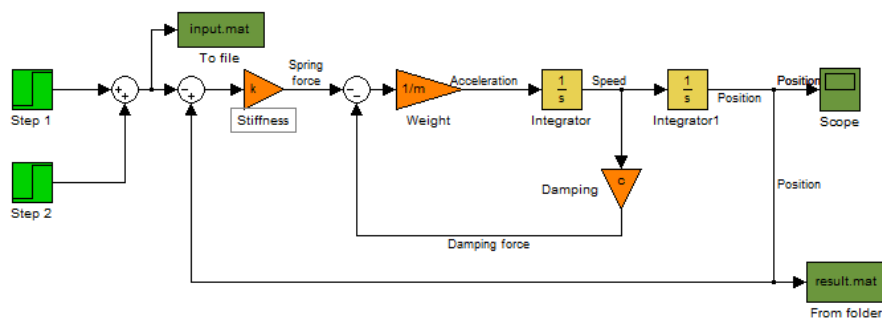 input.mat
To file
Step 1
Step 2
+
+
−
+
k
Stiffness
Spring
force
−
−
1/m
Weight
Acceleration
1
s
Integrator
Speed
1
s
Integrator1
Position
Position
Scope
c
Damping
Damping force
Position
result.mat
From folder